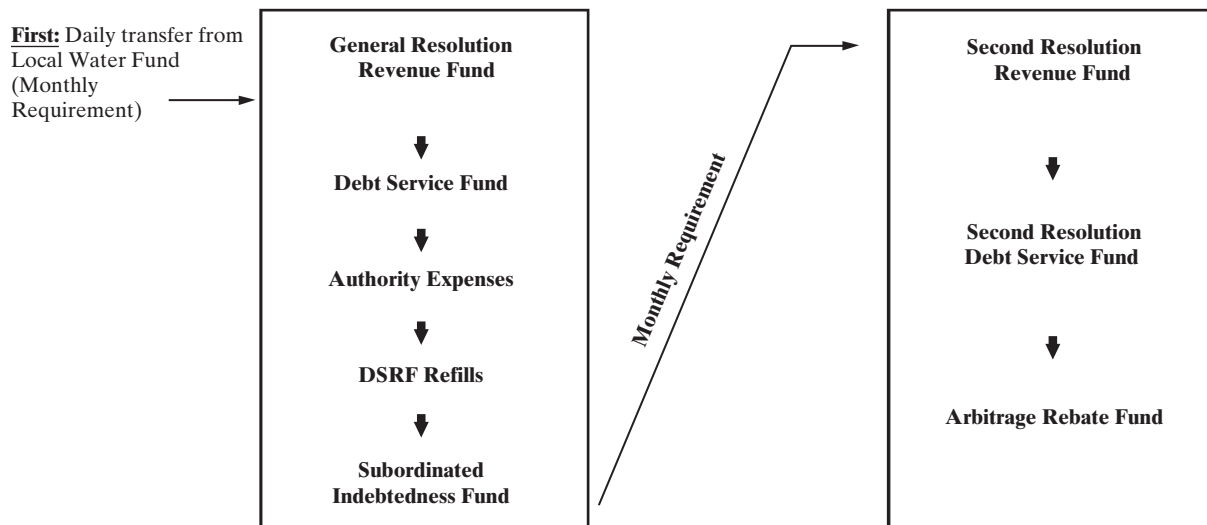 First: Daily transfer from
Local Water Fund
(Monthly
Requirement)
General Resolution
Revenue Fund
Debt Service Fund
Authority Expenses
DSRF Refills
Subordinated
Indebtedness Fund
Monthly Requirement
Second Resolution
Revenue Fund
Second Resolution
Debt Service Fund
Arbitrage Rebate Fund